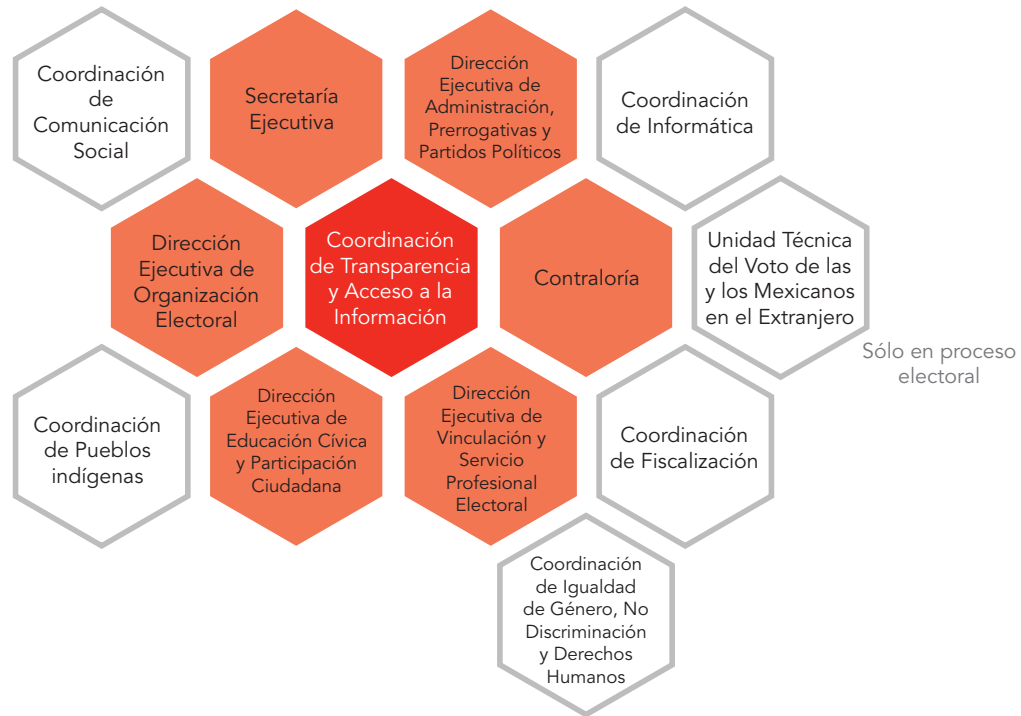 Coordinación
de
Comunicación
Social
Secretaría
Ejecutiva
Dirección
Ejecutiva de
Administración,
Prerrogativas y
Partidos Políticos
Coordinación
de Informática
Dirección
Ejecutiva de
Organización
Electoral
Coordinación
de Transparencia
y Acceso a la
Información
Contraloría
Unidad Técnica
del Voto de las
y los Mexicanos
en el Extranjero
Sólo en proceso
electoral
Coordinación
de Pueblos
indígenas
Dirección
Ejecutiva de
Educación Cívica
y Participación
Ciudadana
Dirección
Ejecutiva de
Vinculación y
Servicio
Profesional
Electoral
Coordinación
de Fiscalización
Coordinación
de Igualdad
de Género, No
Discriminación
y Derechos
Humanos